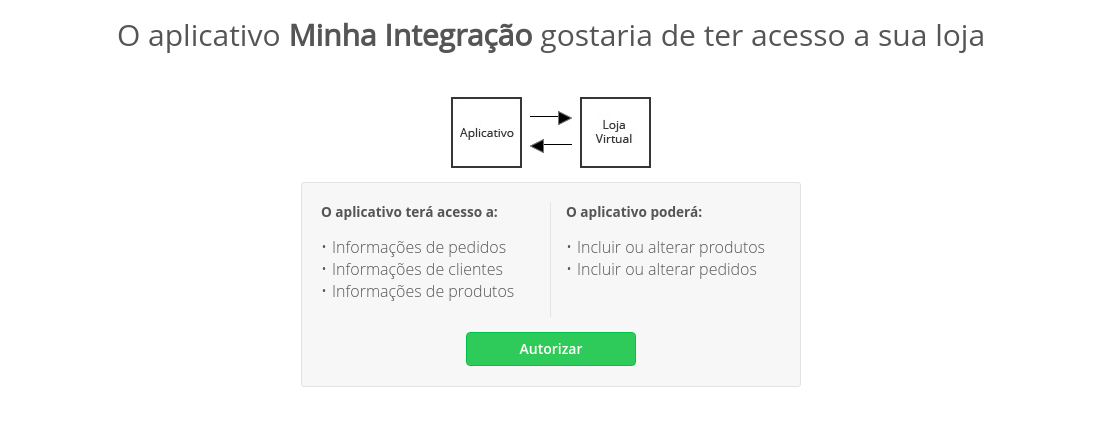 O aplicativo Minha Integração gostaria de ter acesso a sua loja
Aplicativo
Loja
Virtual
O aplicativo terá acesso a:
• Informações de pedidos
• Informações de clientes
• Informações de produtos
O aplicativo poderá:
• Incluir ou alterar produtos
• Incluir ou alterar pedidos
Autorizar